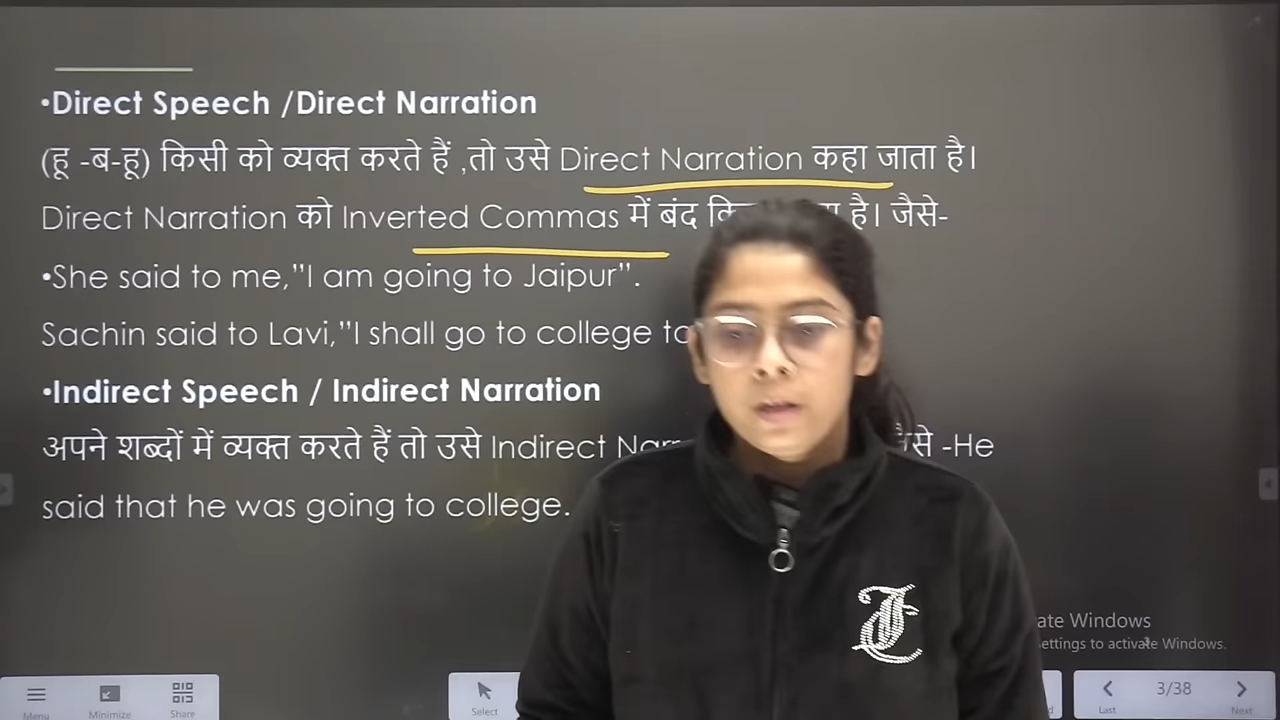 •Direct Speech /Direct Narration
(हू -ब-हू) किसी को व्यक्त करते हैं ,तो उसे Direct Narration कहा जाता है।
Direct Narration को Inverted Commas में बंद है। जैसे-
•She said to me,”I am going to Jaipur”.
Sachin said to Lavi,”I shall go to college
•Indirect Speech / Indirect Narration
अपने शब्दों में व्यक्त करते हैं तो उसे Indirect -He
said that he was going to college.
Windows
to activate Windows.
Menu
Minimize
Share
Select
Last
3/38
Next